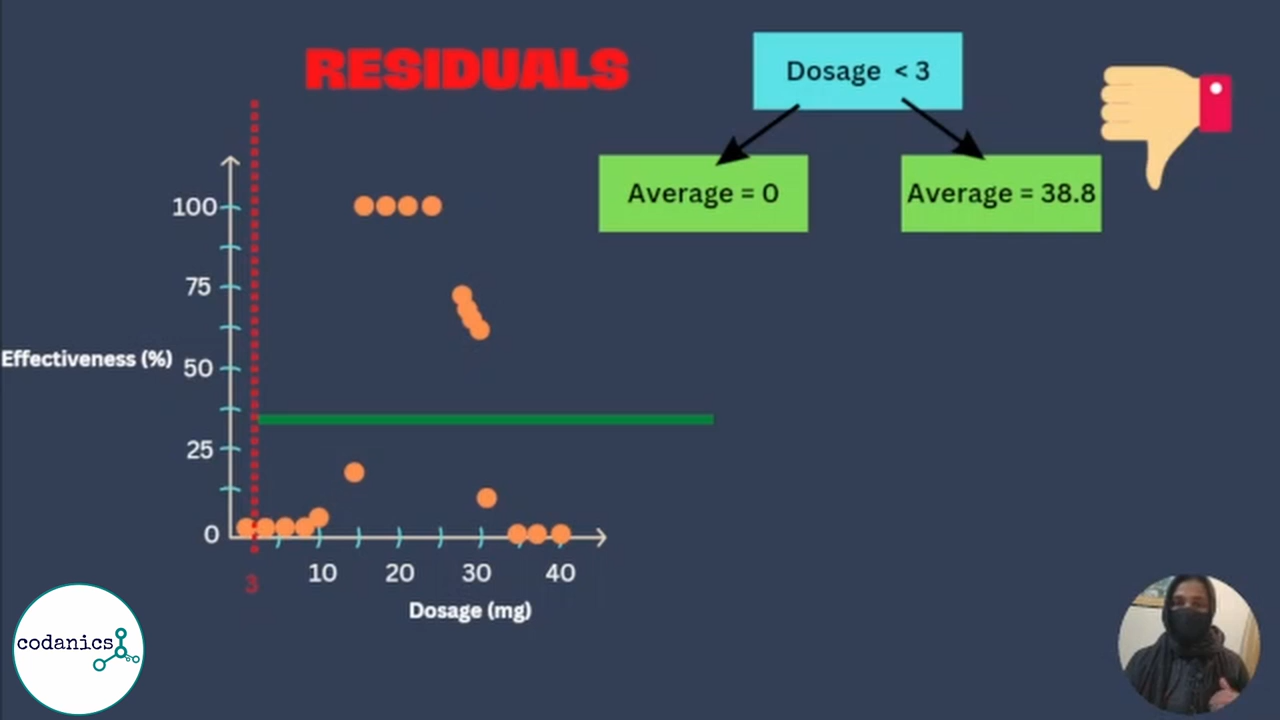 RESIDUALS
Dosage < 3
Average = 0
Average = 38.8
100
75
Effectiveness (%)
50
25
0
10
20
30
40
3
Dosage (mg)
codanics